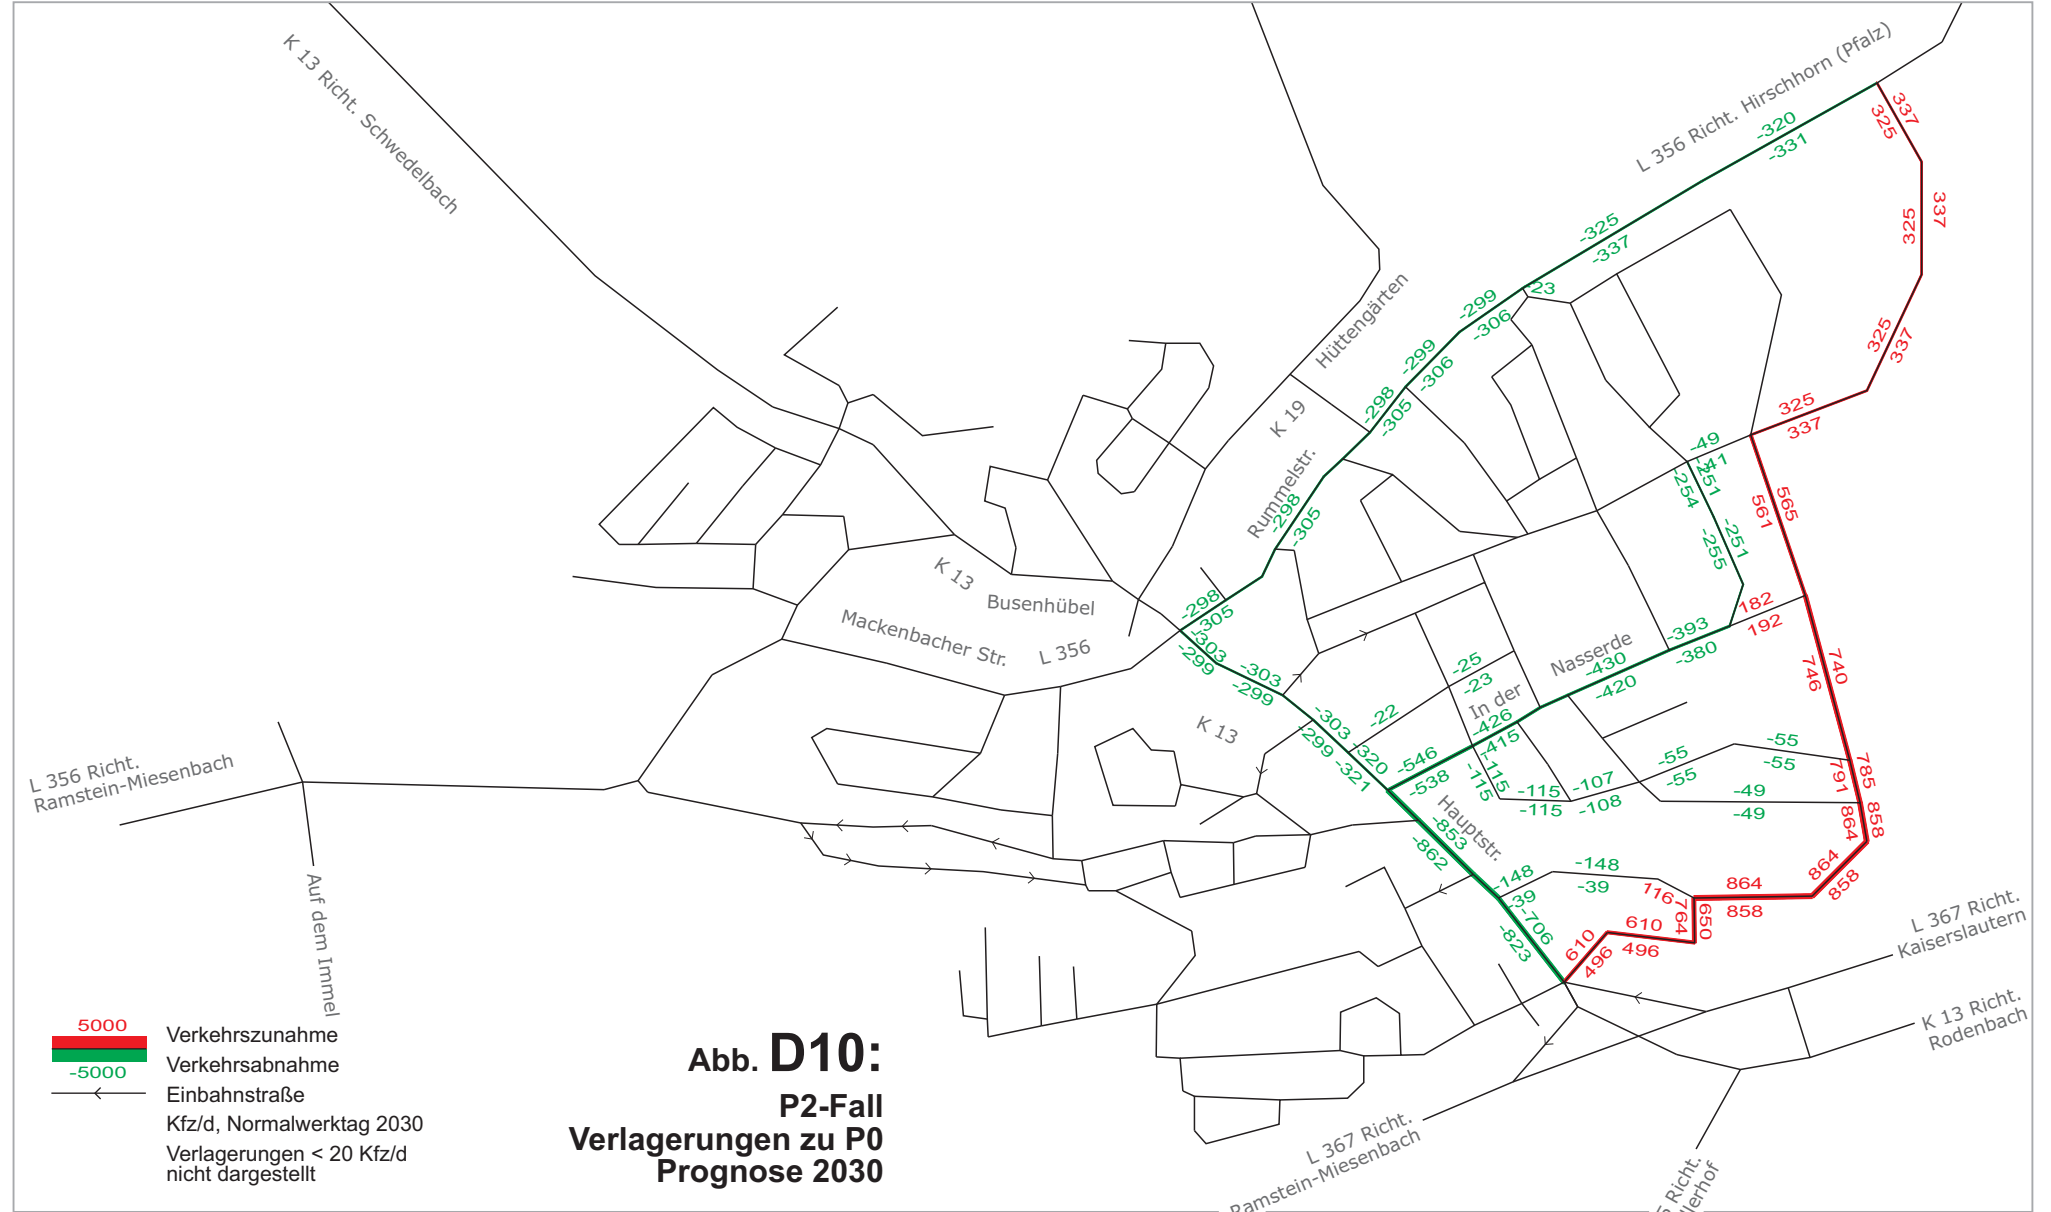 K 13 Richt. Schwedelbach
L 356 Richt. Hirschhorn (Pfalz)
337
325
-320
-331
325
337
-325
-337
-23
-299
-306
325
337
Hüttengärten
-299
-306
-298
-305
K 19
325
337
-49
-41
-251
-254
Rummelstr.
-298
-305
565
561
-251
-255
K 13
Busenhübel
Mackenbacher Str.
L 356
-298
-305
-303
-299
-303
-299
182
192
-393
-380
Nasserde
-430
-420
740
746
-25
-23
In der
-22
-426
-415
K 13
-303
-299
-320
-321
-546
-538
-115
-115
-115
-115
-107
-108
-55
-55
-55
-55
-49
-49
785
791
858
864
L 356 Richt.
Ramstein-Miesenbach
Hauptstr.
-853
-862
-148
-39
-148
-39
116
764
650
864
858
864
858
-706
-823
610
496
610
496
L 367 Richt.
Kaiserslautern
K 13 Richt.
Rodenbach
Auf dem Immel
L 367 Richt.
Ramstein-Miesenbach
Richt.
5000
Verkehrszunahme
Verkehrsabnahme
-5000
Einbahnstraße
Kfz/d, Normalwerktag 2030
Verlagerungen < 20 Kfz/d
nicht dargestellt
Abb. D10:
P2-Fall
Verlagerungen zu P0
Prognose 2030